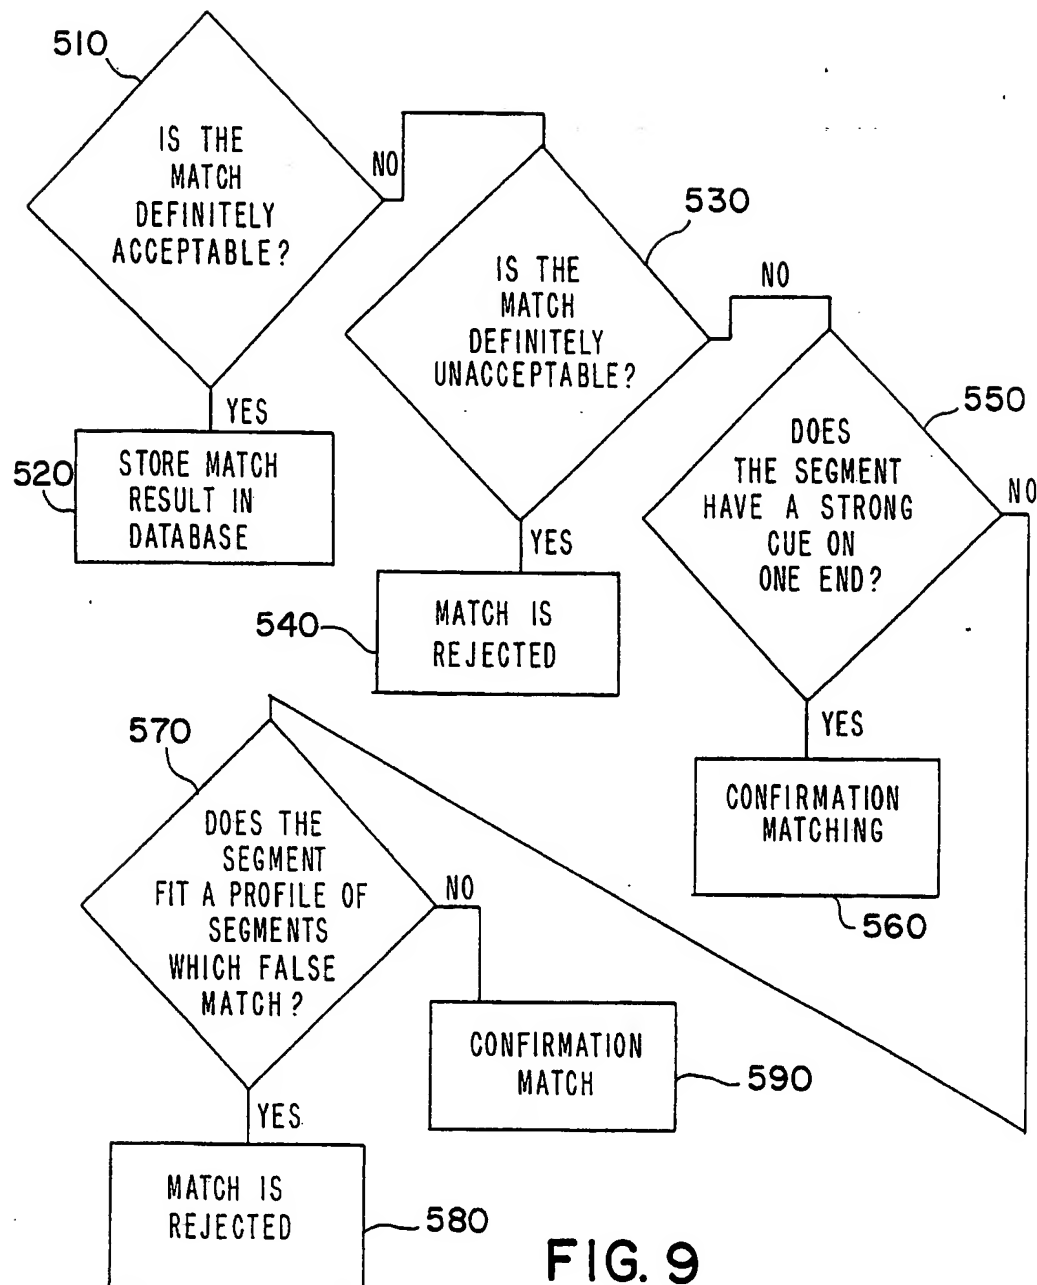 510
IS THE
MATCH
DEFINITELY
ACCEPTABLE?
NO
YES
520
STORE MATCH
RESULT IN
DATABASE
530
IS THE
MATCH
DEFINITELY
UNACCEPTABLE?
NO
YES
540
MATCH IS
REJECTED
550
DOES
THE SEGMENT
HAVE A STRONG
CUE ON
ONE END?
NO
YES
CONFIRMATION
MATCHING
560
570
DOES THE
SEGMENT
FIT A PROFILE OF
SEGMENTS
WHICH FALSE
MATCH?
NO
YES
CONFIRMATION
MATCH
590
MATCH IS
REJECTED
580
FIG. 9